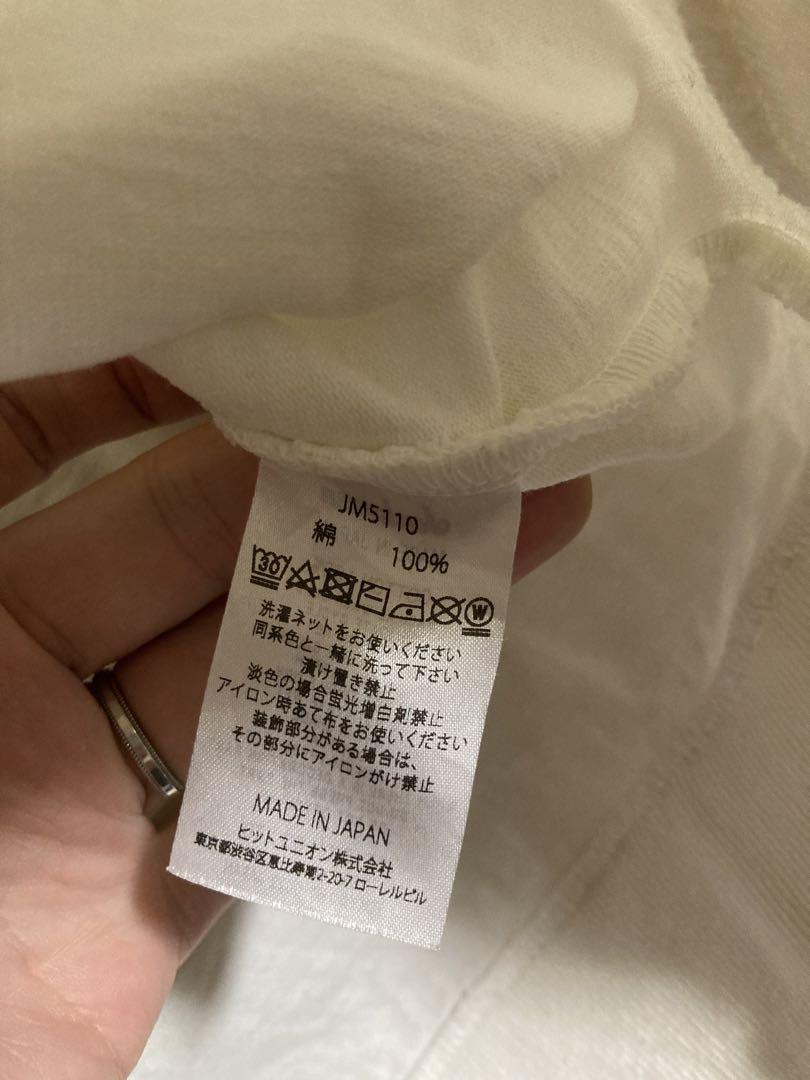 JM5110
綿 100%
30 W
洗濯ネットをお使いください
同系色と一緒に洗って下さい
漬け置き禁止
淡色の場合蛍光増白剤禁止
アイロン時あて布をお使いください
装飾部分がある場合は、
その部分にアイロンがけ禁止
MADE IN JAPAN
ヒットユニオン株式会社
東京都渋谷区恵比寿南2-20-7 ローレルビル